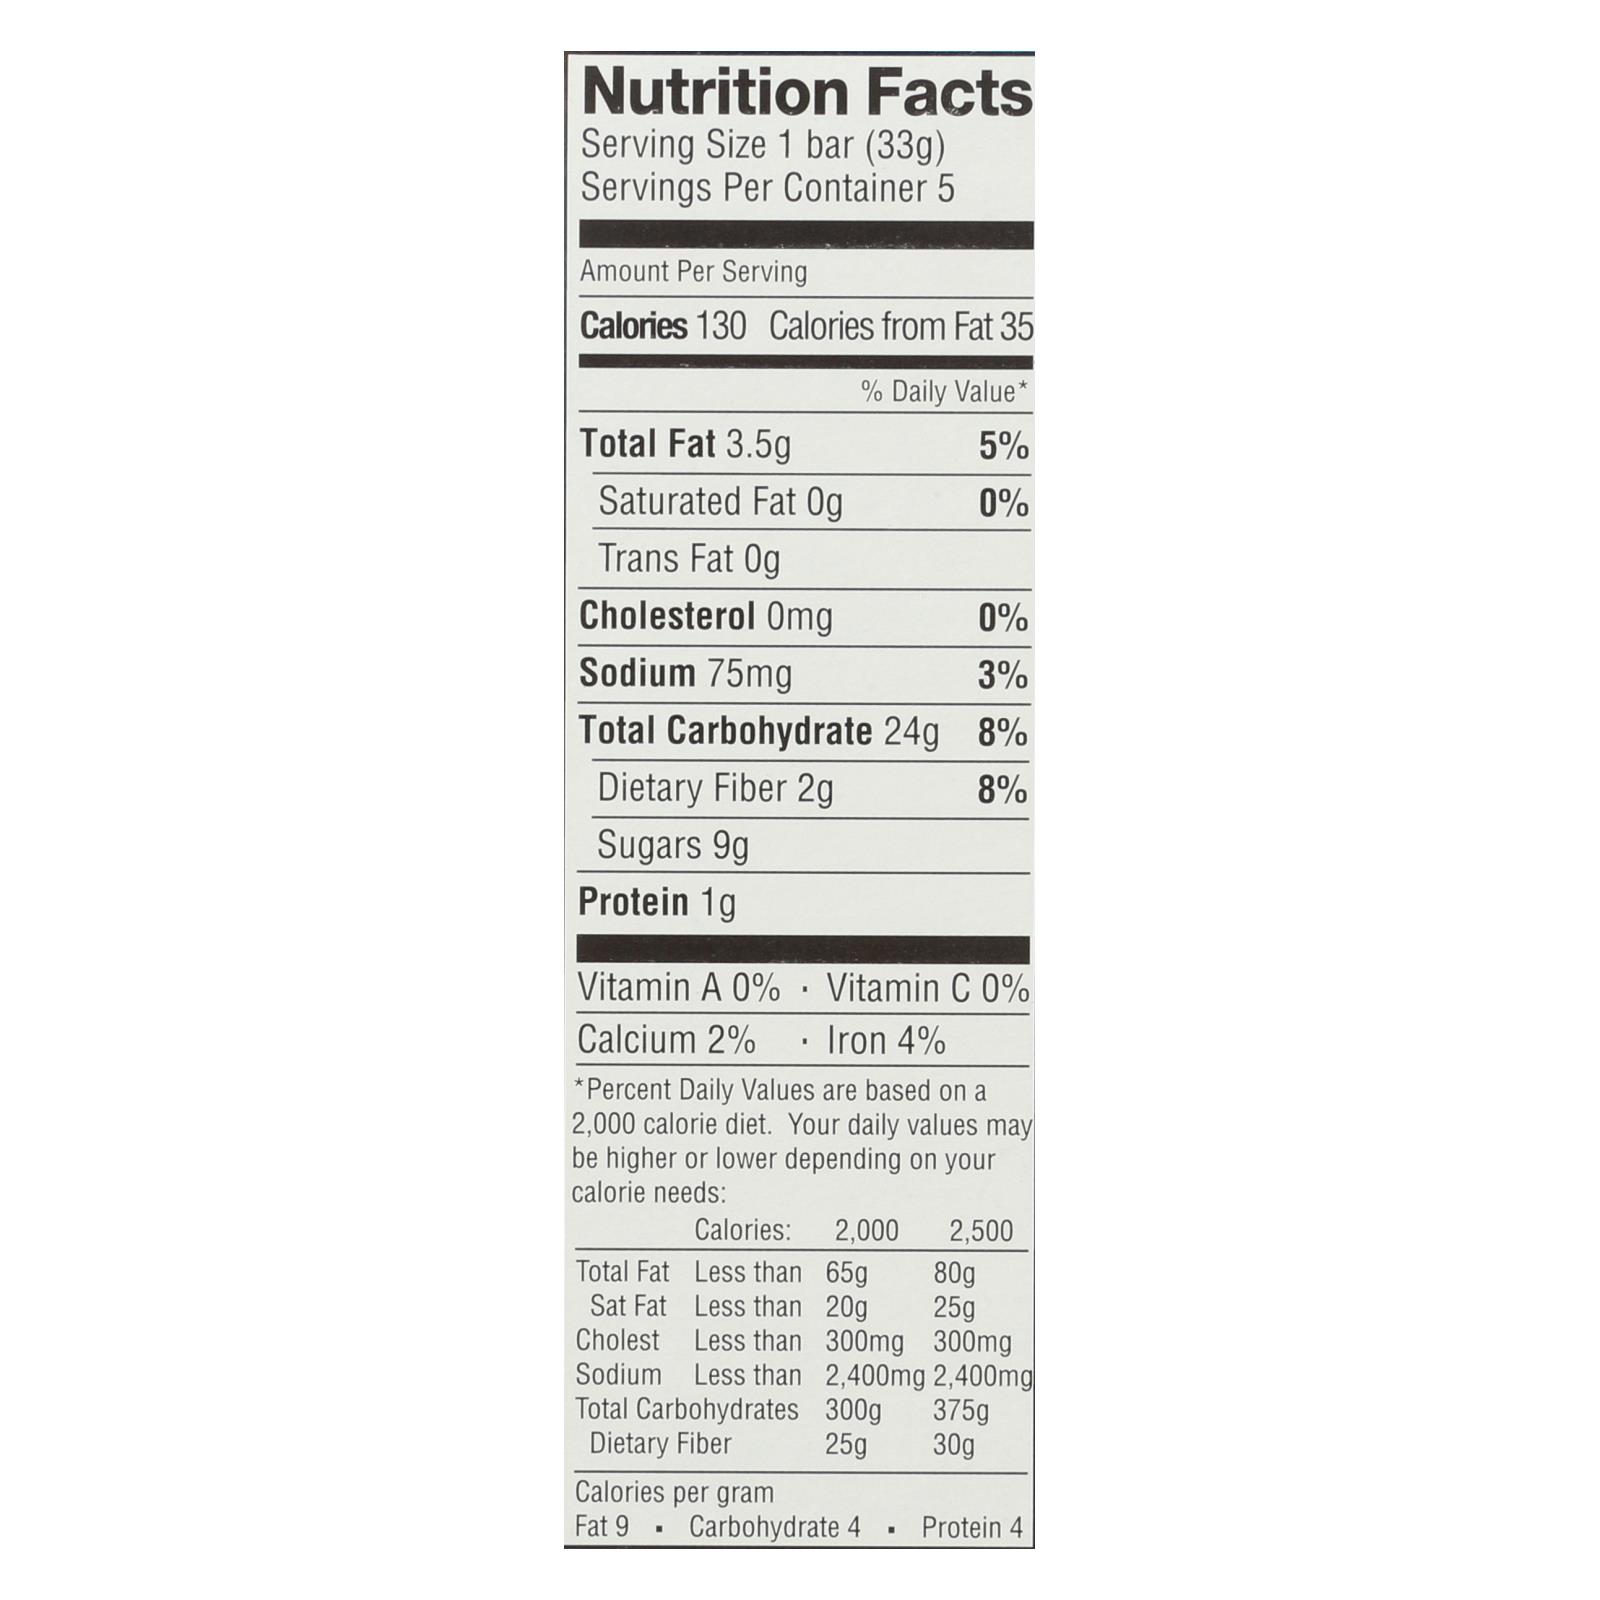 Nutrition Facts
Serving Size 1 bar (33g)
Servings Per Container 5
Amount Per Serving
Calories 130 Calories from Fat 35
% Daily Value*
Total Fat 3.5g 5%
Saturated Fat 0g 0%
Trans Fat 0g
Cholesterol 0mg 0%
Sodium 75mg 3%
Total Carbohydrate 24g 8%
Dietary Fiber 2g 8%
Sugars 9g
Protein 1g
Vitamin A 0% · Vitamin C 0%
Calcium 2% · Iron 4%
*Percent Daily Values are based on a
2,000 calorie diet. Your daily values may
be higher or lower depending on your
calorie needs:
Calories: 2,000 2,500
Total Fat Less than 65g 80g
Sat Fat Less than 20g 25g
Cholest Less than 300mg 300mg
Sodium Less than 2,400mg 2,400mg
Total Carbohydrates 300g 375g
Dietary Fiber 25g 30g
Calories per gram
Fat 9 ▪ Carbohydrate 4 ▪ Protein 4